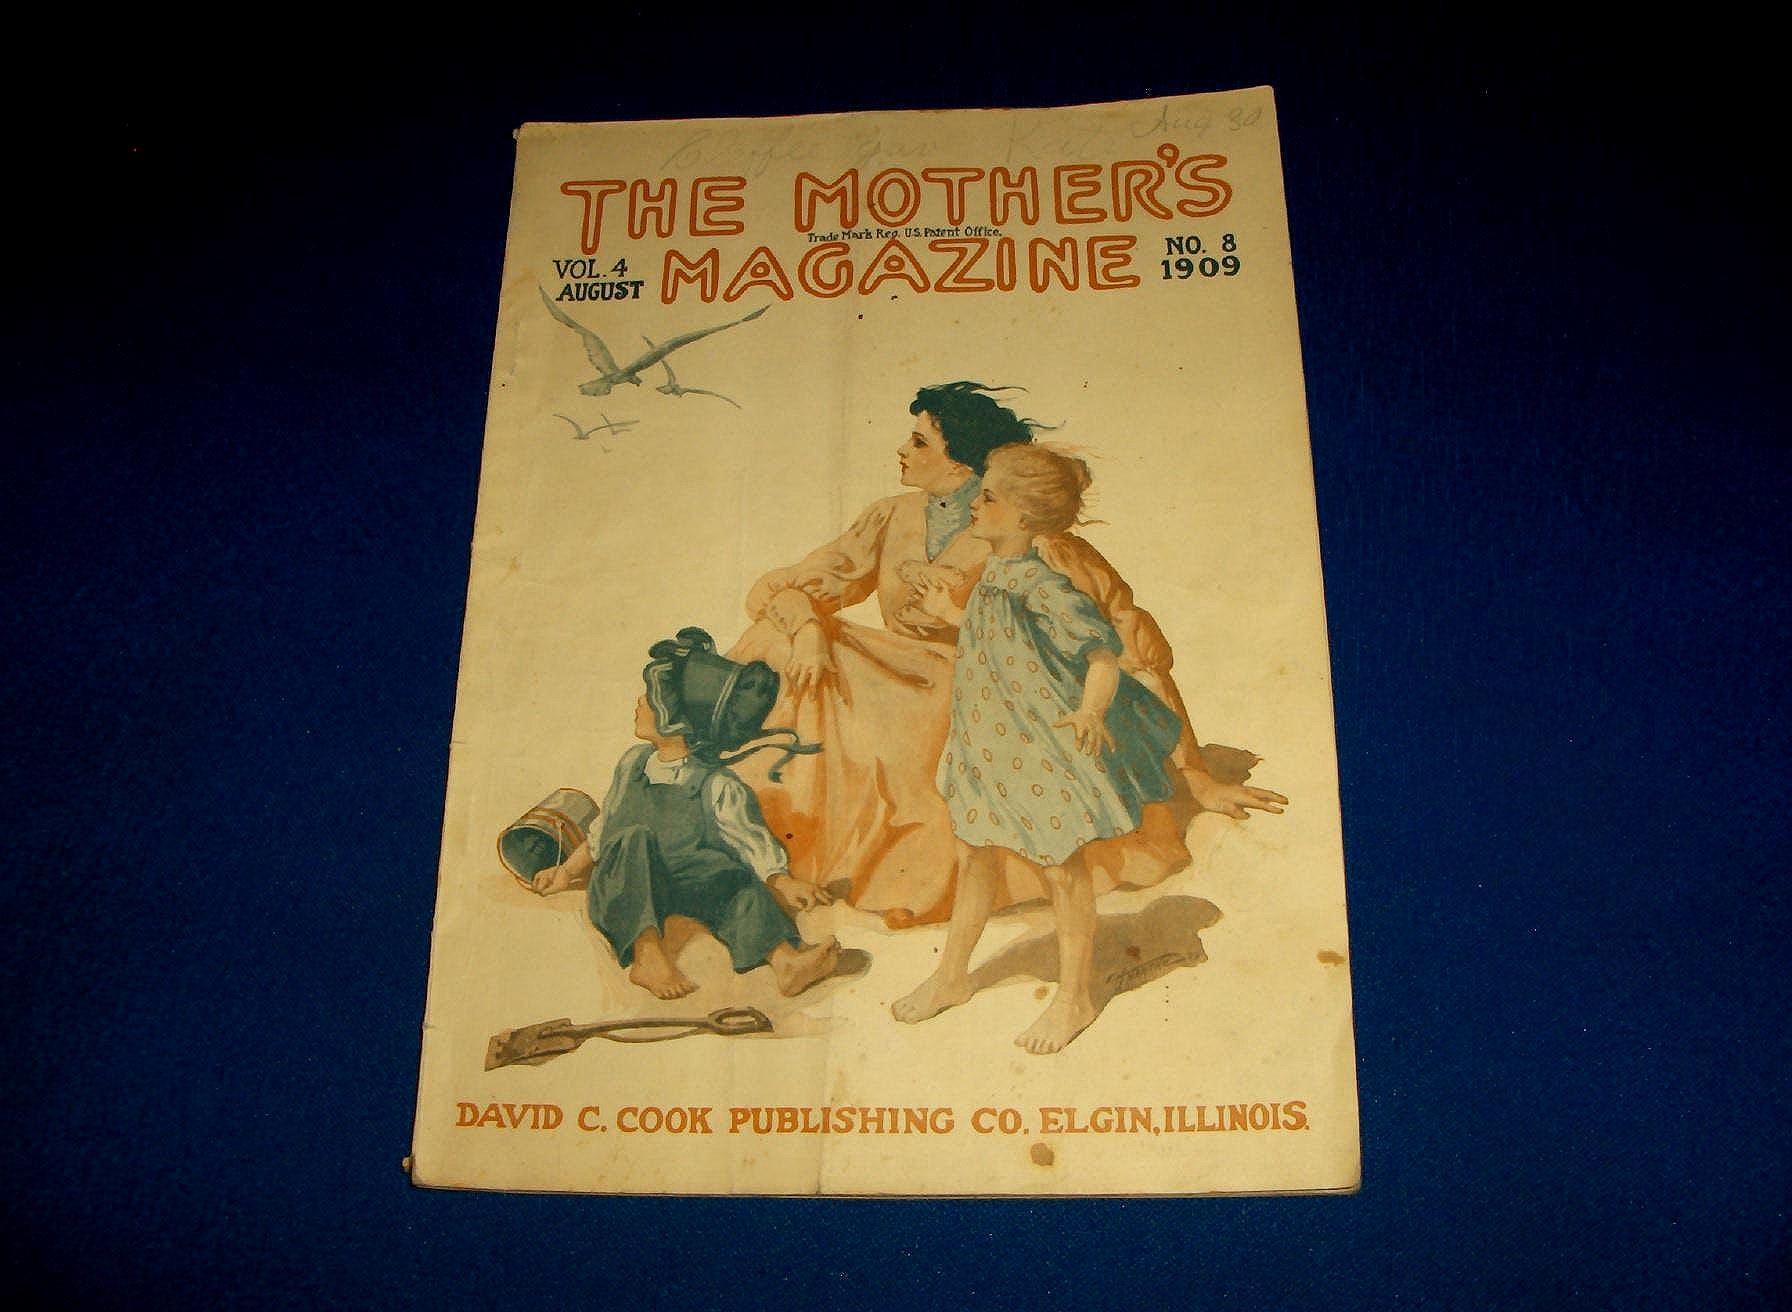 Aug 30
THE MOTHER'S
Trade Mark Reg. U.S. Patent Office.
MAGAZINE
VOL. 4
AUGUST
NO. 8
1909
DAVID C. COOK PUBLISHING CO. ELGIN, ILLINOIS.